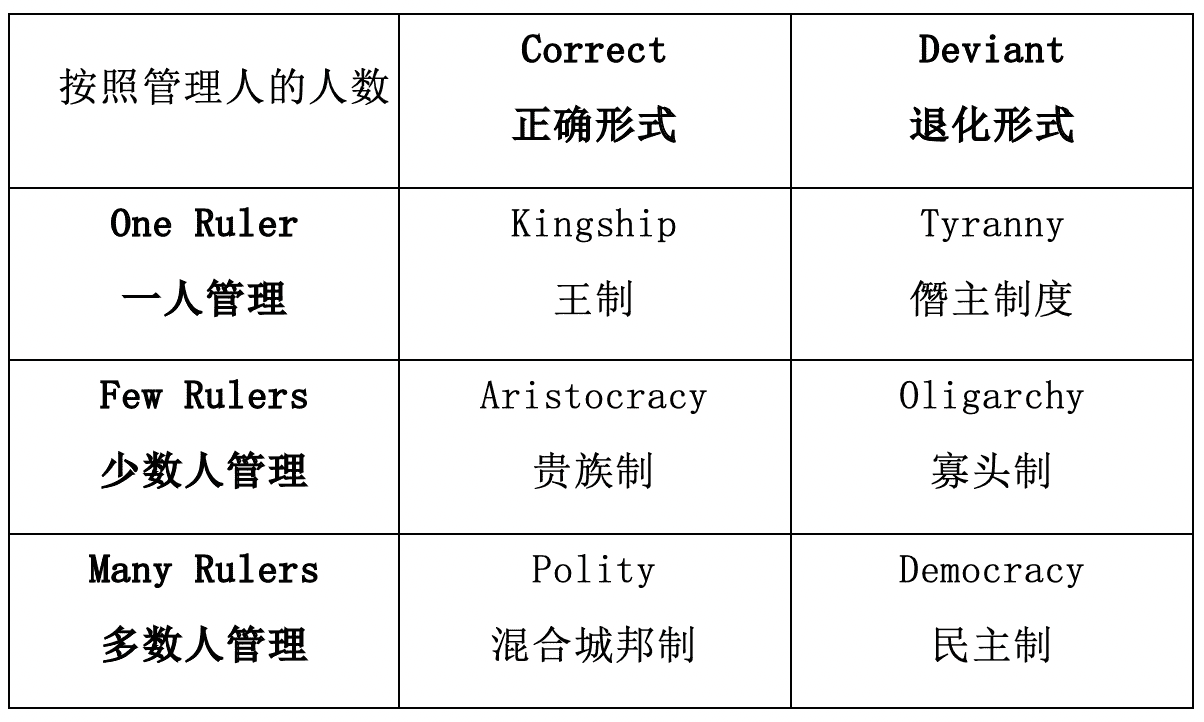 按照管理人的人数
Correct
正确形式
Deviant
退化形式
One Ruler
一人管理
Kingship
王制
Tyranny
僭主制度
Few Rulers
少数人管理
Aristocracy
贵族制
Oligarchy
寡头制
Many Rulers
多数人管理
Polity
混合城邦制
Democracy
民主制